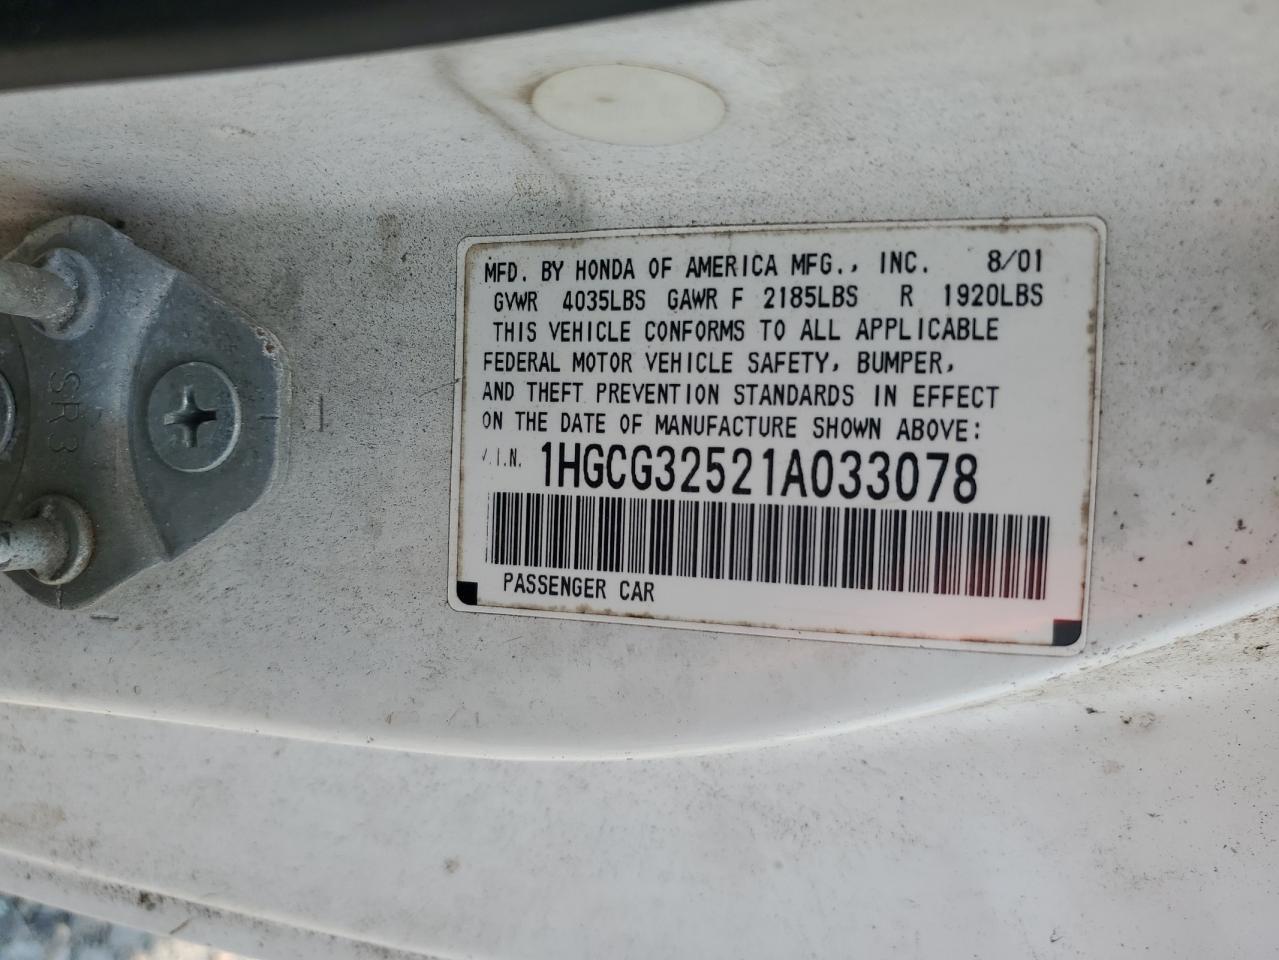 MFD. BY HONDA OF AMERICA MFG., INC. 8/01
GVWR 4035LBS GAWR F 2185LBS R 1920LBS
THIS VEHICLE CONFORMS TO ALL APPLICABLE
FEDERAL MOTOR VEHICLE SAFETY, BUMPER,
AND THEFT PREVENTION STANDARDS IN EFFECT
ON THE DATE OF MANUFACTURE SHOWN ABOVE:
V.I.N. 1HGCG32521A033078
PASSENGER CAR
SR3